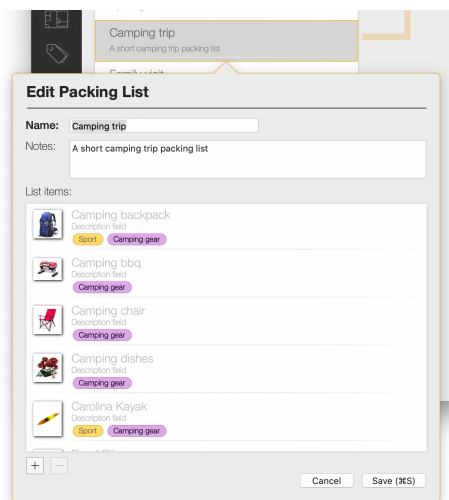 Camping trip
A short camping trip packing list
Family visit
Edit Packing List
Name: Camping trip
Notes: A short camping trip packing list
List items:
Camping backpack
Description field
Sport Camping gear
Camping bbq
Description field
Camping gear
Camping chair
Description field
Camping gear
Camping dishes
Description field
Camping gear
Carolina Kayak
Description field
Sport Camping gear
+ −
Cancel Save (⌘S)